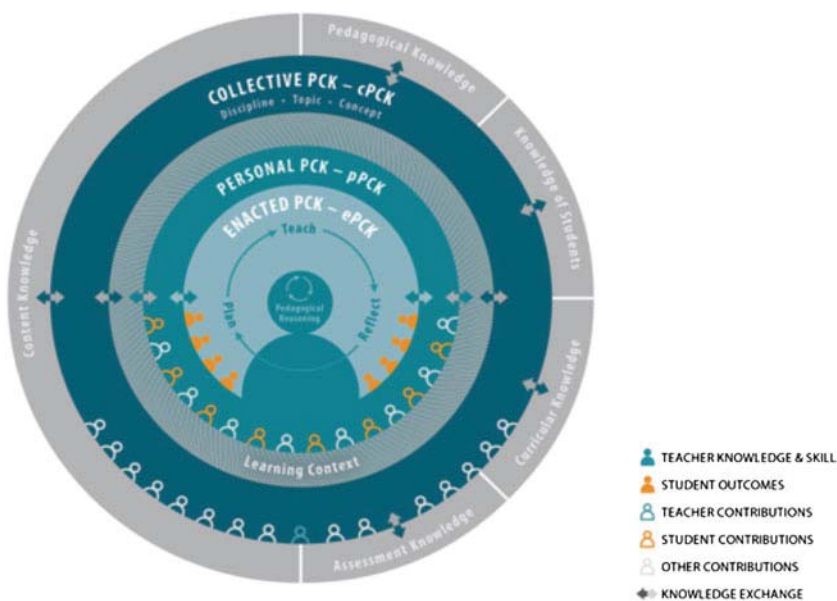 Pedagogical Knowledge
COLLECTIVE PCK – cPCK
Discipline • Topic • Concept
Knowledge of Students
PERSONAL PCK – pPCK
ENACTED PCK – ePCK
Teach
Content Knowledge
Plan
Pedagogical
Reasoning
Reflect
Curricular Knowledge
Learning Context
Assessment Knowledge
TEACHER KNOWLEDGE & SKILL
STUDENT OUTCOMES
TEACHER CONTRIBUTIONS
STUDENT CONTRIBUTIONS
OTHER CONTRIBUTIONS
KNOWLEDGE EXCHANGE